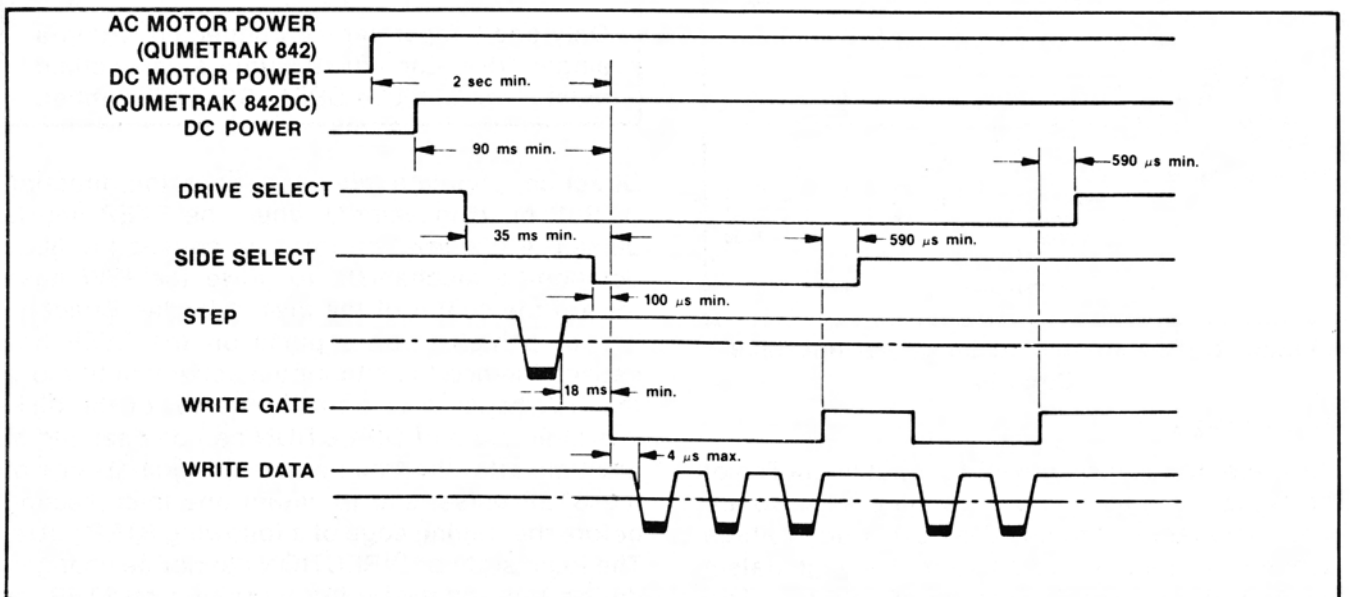 AC MOTOR POWER
(QUMETRAK 842)
DC MOTOR POWER
(QUMETRAK 842DC)
DC POWER
2 sec min.
90 ms min.
590 μs min.
DRIVE SELECT
35 ms min.
590 μs min.
SIDE SELECT
100 μs min.
STEP
18 ms min.
WRITE GATE
4 μs max.
WRITE DATA